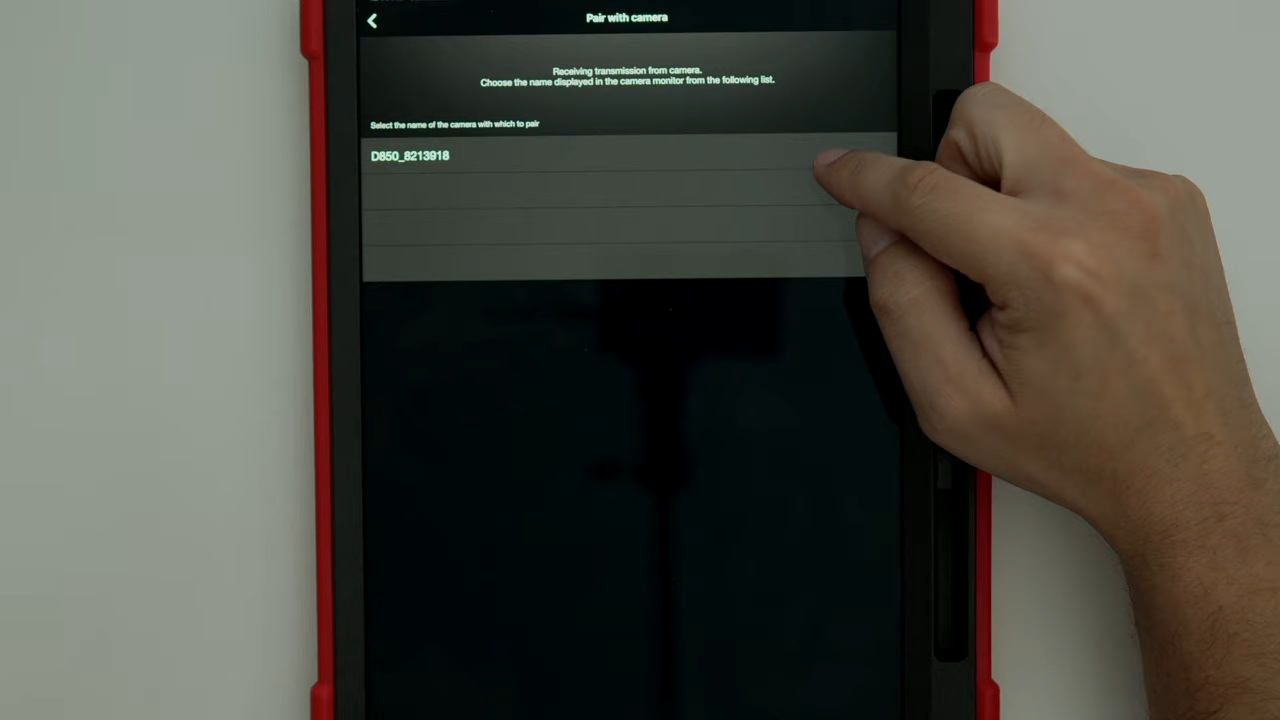 Pair with camera
Receiving transmission from camera.
Choose the name displayed in the camera monitor from the following list.
Select the name of the camera with which to pair
D850_8213918